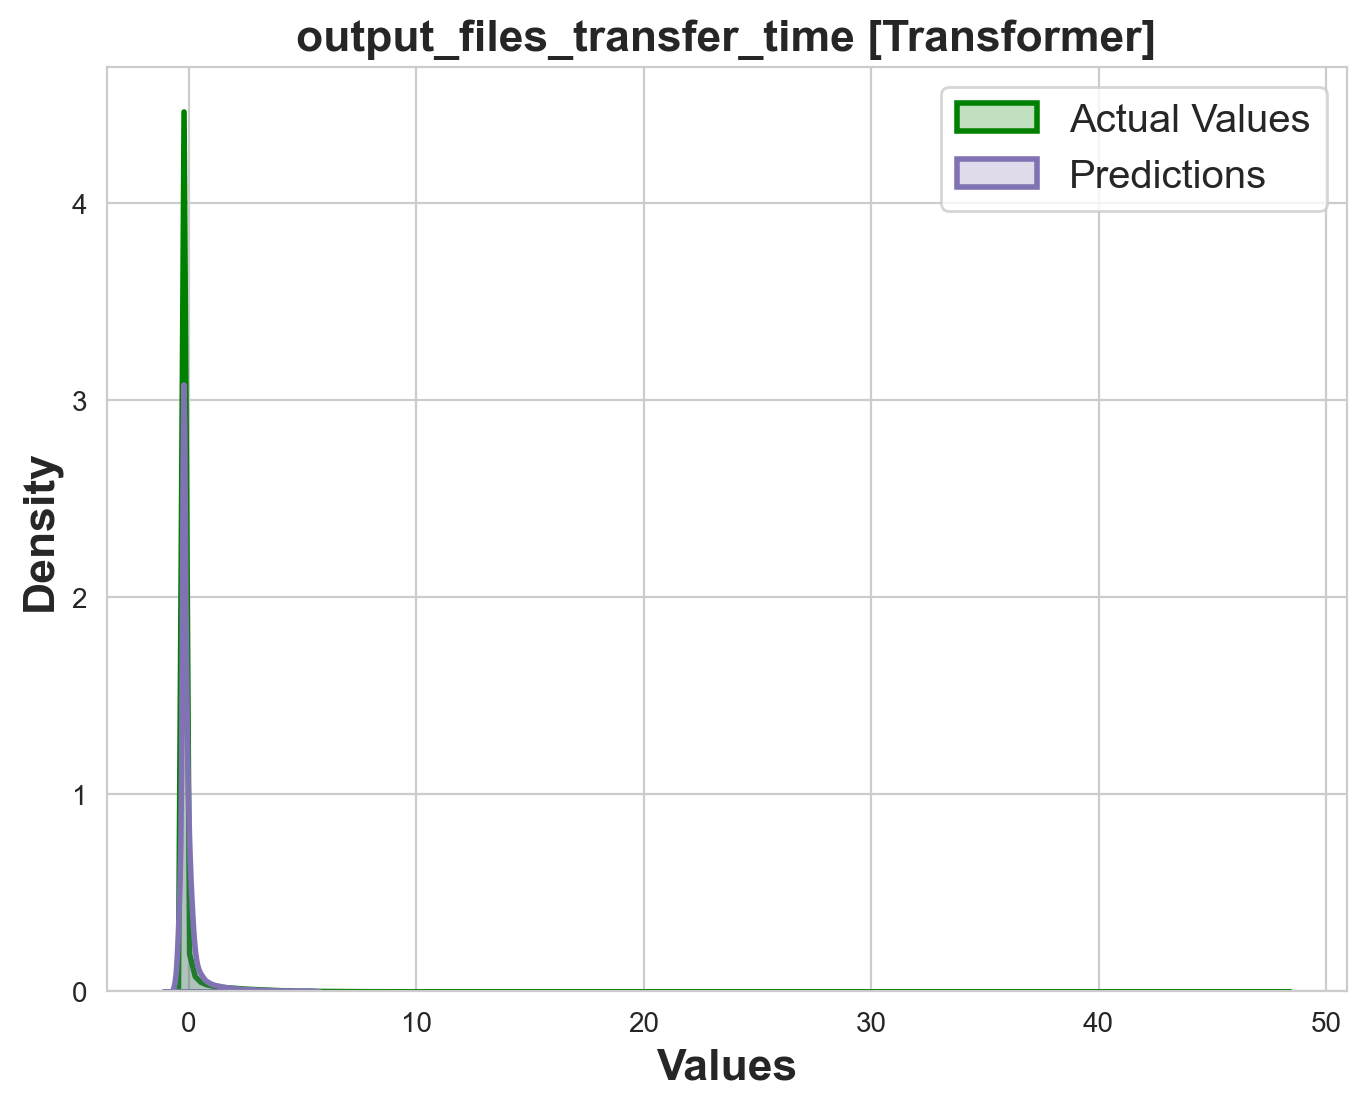 output_files_transfer_time [Transformer]
Actual Values
Predictions
4
3
2
1
0
Density
0 10 20 30 40 50
Values